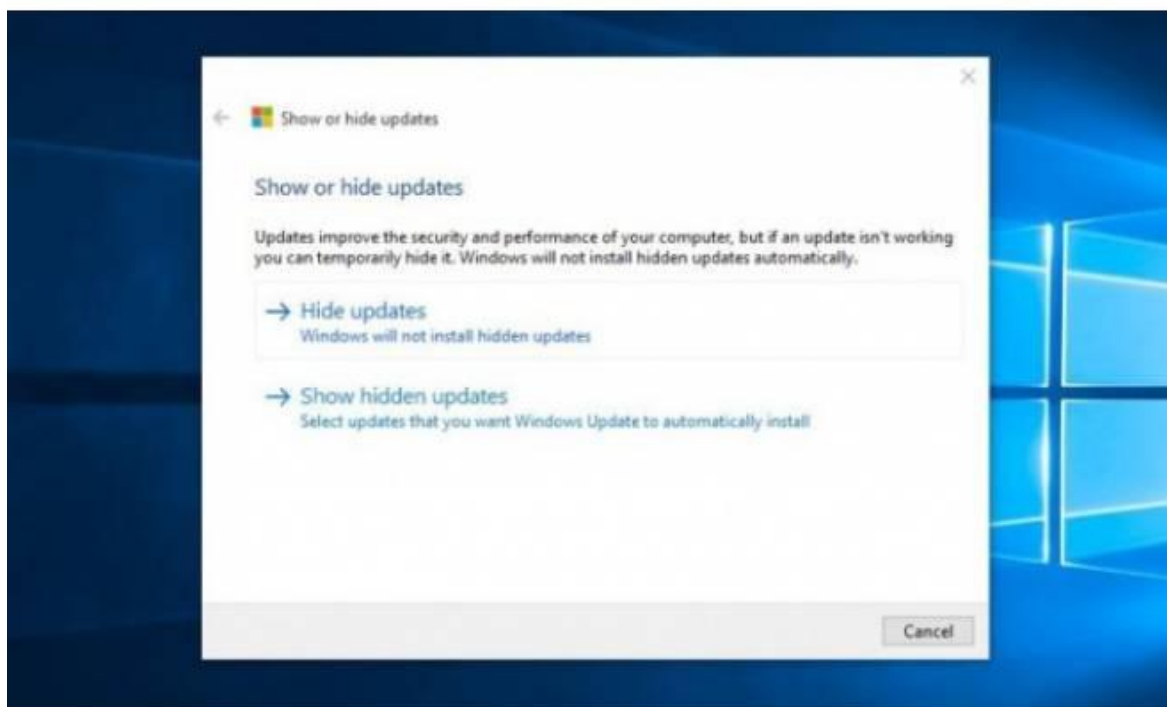 Show or hide updates
Show or hide updates
Updates improve the security and performance of your computer, but if an update isn't working
you can temporarily hide it. Windows will not install hidden updates automatically.
Hide updates
Windows will not install hidden updates
Show hidden updates
Select updates that you want Windows Update to automatically install
Cancel